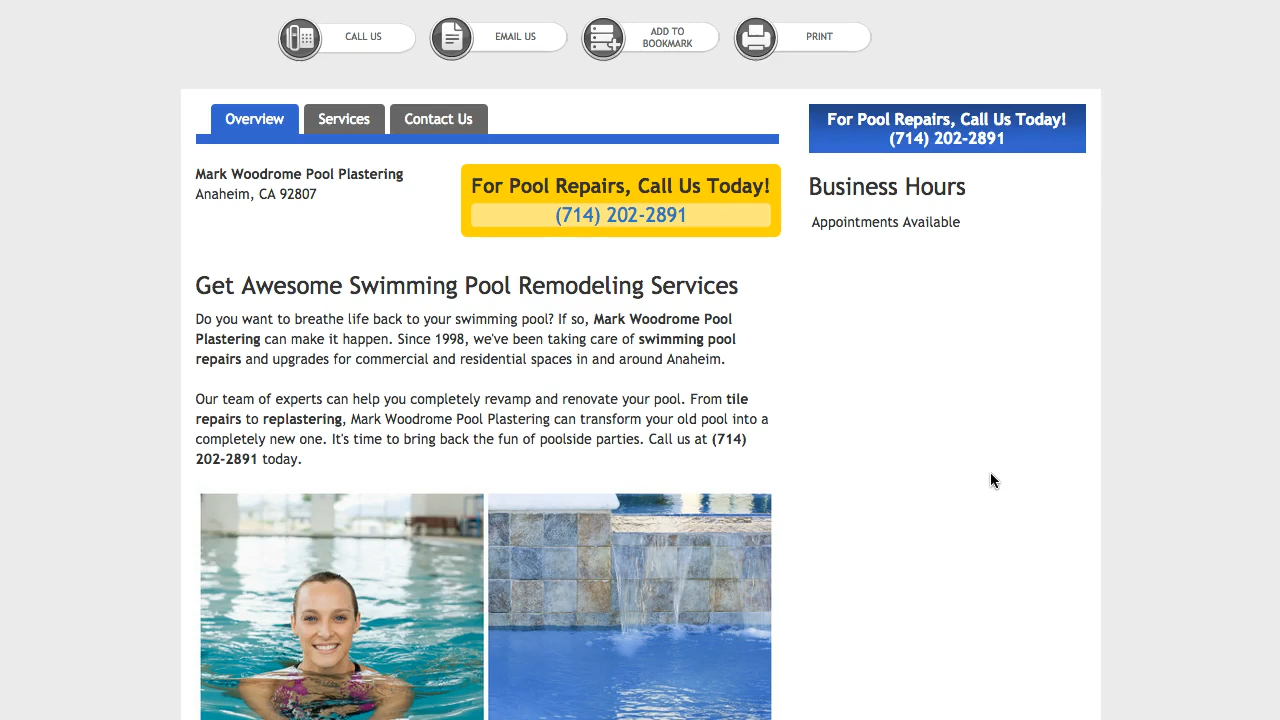 CALL US
EMAIL US
ADD TO
BOOKMARK
PRINT
Overview
Services
Contact Us
For Pool Repairs, Call Us Today!
(714) 202-2891
Mark Woodrome Pool Plastering
Anaheim, CA 92807
For Pool Repairs, Call Us Today!
(714) 202-2891
Business Hours
Appointments Available
Get Awesome Swimming Pool Remodeling Services
Do you want to breathe life back to your swimming pool? If so, Mark Woodrome Pool
Plastering can make it happen. Since 1998, we've been taking care of swimming pool
repairs and upgrades for commercial and residential spaces in and around Anaheim.
Our team of experts can help you completely revamp and renovate your pool. From tile
repairs to replastering, Mark Woodrome Pool Plastering can transform your old pool into a
completely new one. It's time to bring back the fun of poolside parties. Call us at (714)
202-2891 today.